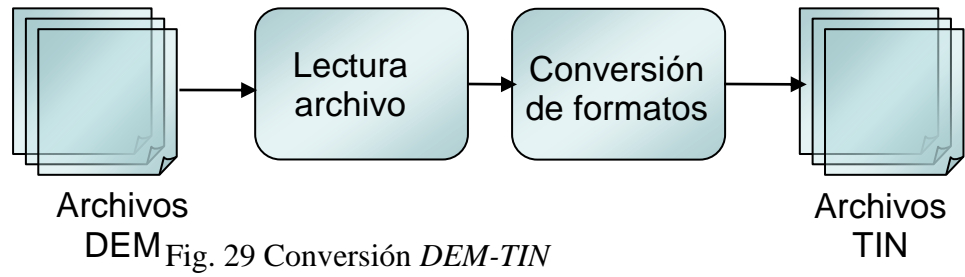 Lectura
archivo
Conversión
de formatos
Archivos
DEM
Archivos
TIN
Fig. 29 Conversión DEM-TIN